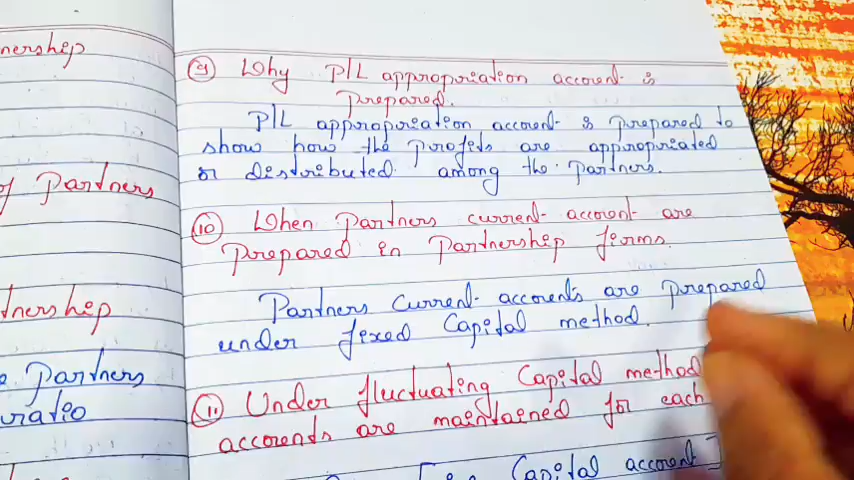 nership
of Partners
tnership
Partners
ratio
9 Why P/L appropriation account is
prepared.
P/L appropriation account is prepared to
show how the profits are appropriated
or distributed among the partners.
10 When Partners current account are
prepared in Partnership firms.
Partners current accounts are prepared
under fixed Capital method.
11 Under fluctuating Capital method
accounts are maintained for each
Capital account